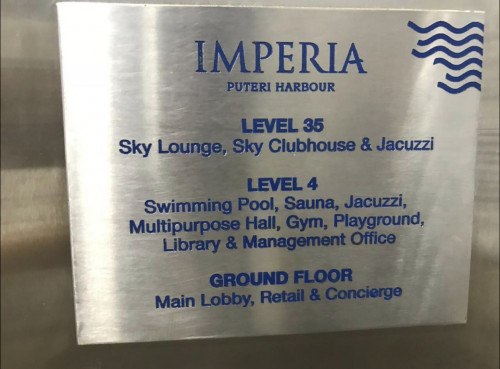 IMPERIA
PUTERI HARBOUR
LEVEL 35
Sky Lounge, Sky Clubhouse & Jacuzzi
LEVEL 4
Swimming Pool, Sauna, Jacuzzi,
Multipurpose Hall, Gym, Playground,
Library & Management Office
GROUND FLOOR
Main Lobby, Retail & Concierge